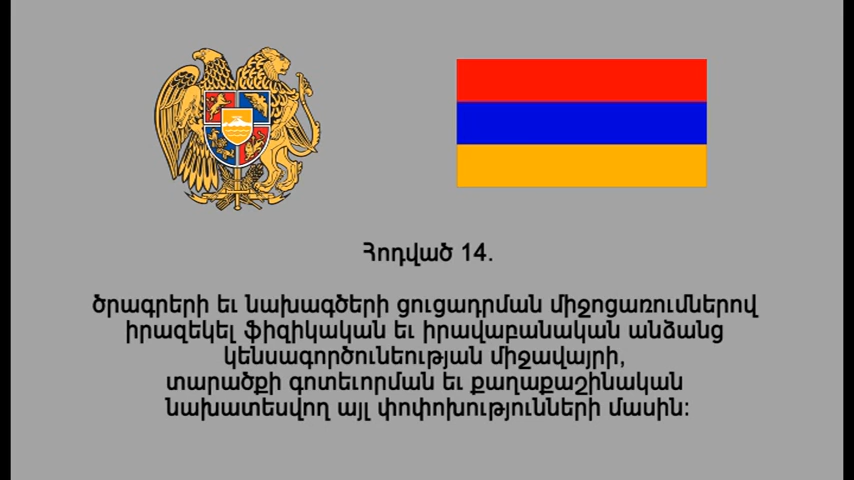 Հոդված 14.
ծրագրերի եւ նախագծերի ցուցադրման միջոցառումներով
իրազեկել ֆիզիկական եւ իրավաբանական անձանց
կենսագործունեության միջավայրի,
տարածքի գոտեւորման եւ քաղաքաշինական
նախատեսվող այլ փոփոխությունների մասին: